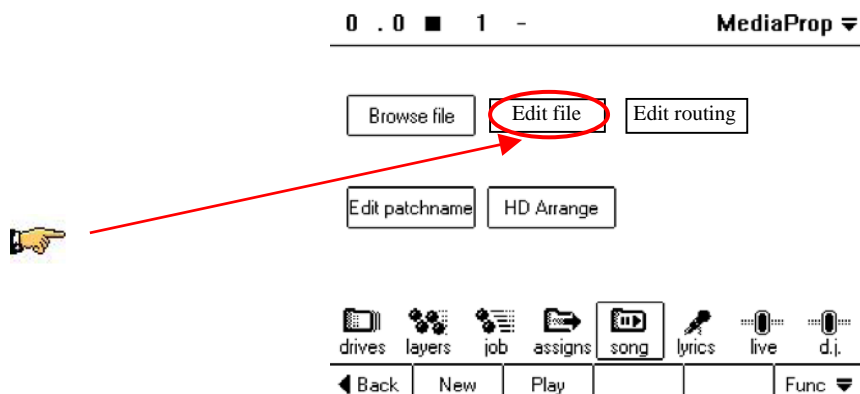 0 . 0 ■ 1 - MediaProp ▼
Browse file Edit file Edit routing
Edit patchname HD Arrange
drives layers job assigns song lyrics live d.j.
◀ Back New Play Func ▼